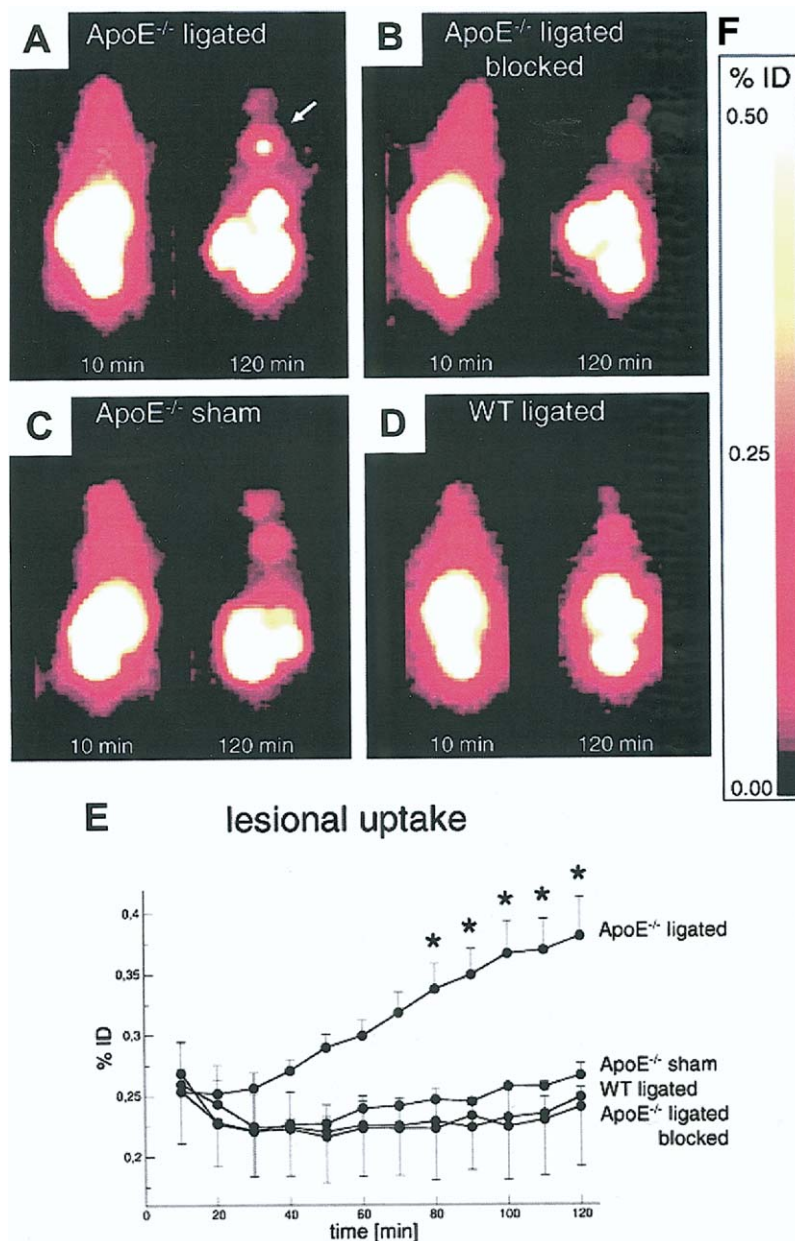 A
ApoE-/- ligated
10 min
120 min
B
ApoE-/- ligated
blocked
10 min
120 min
F
% ID
0.50
0.25
0.00
C
ApoE-/- sham
10 min
120 min
D
WT ligated
10 min
120 min
E
lesional uptake
0,4
0,35
0,3
0,25
0,2
% ID
* * * * *
ApoE-/- ligated
ApoE-/- sham
WT ligated
ApoE-/- ligated
blocked
0 20 40 60 80 100 120
time [min]